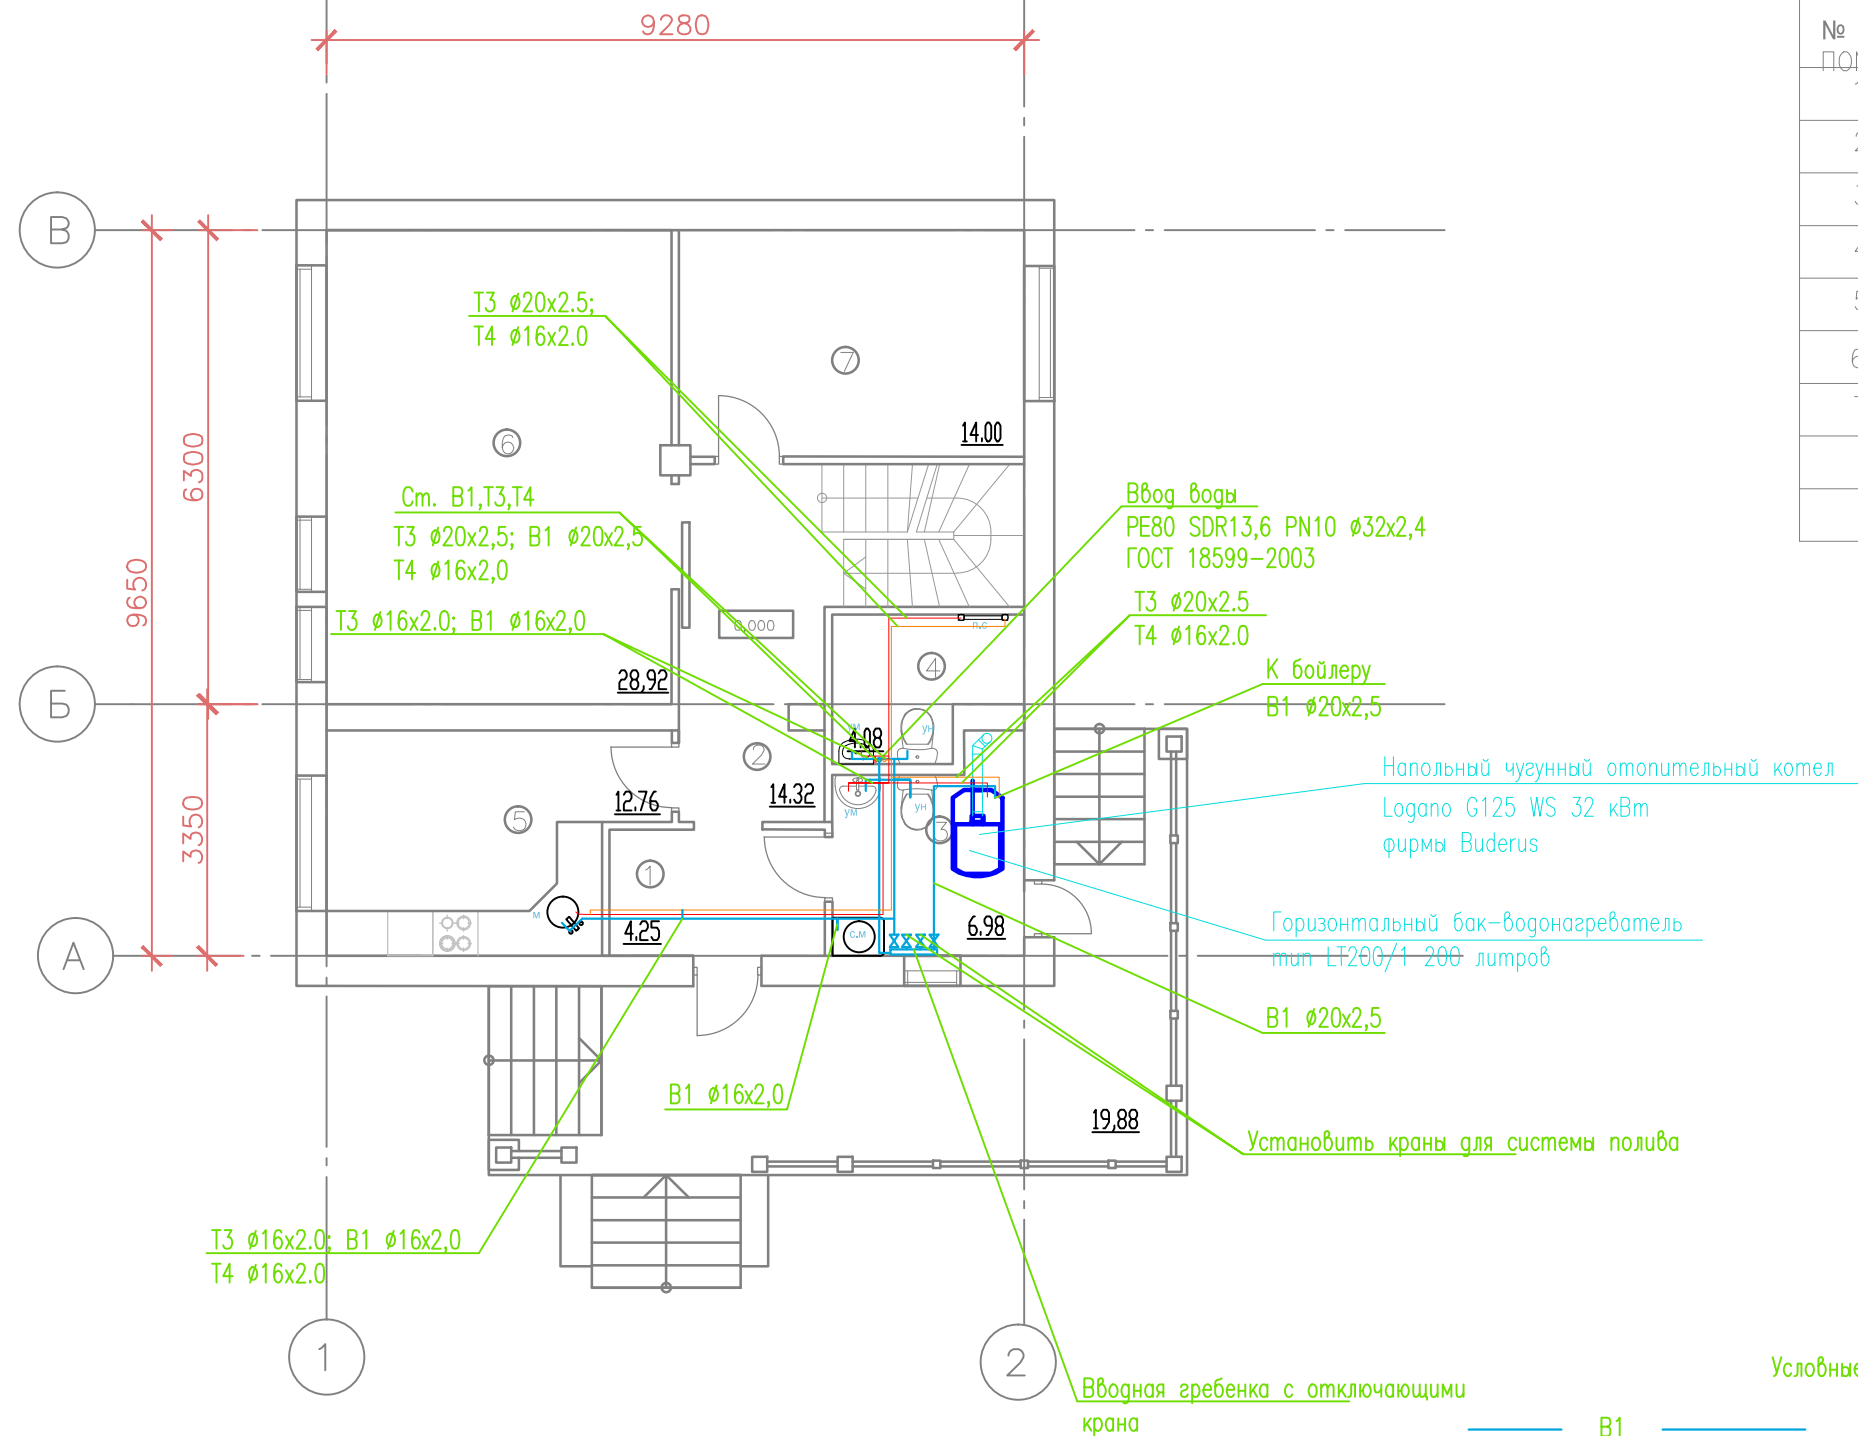 9280
№
В
6300
9650
3350
Б
А
Т3 ø20х2.5;
Т4 ø16х2.0
7
6
14.00
Ст. В1,Т3,Т4
Т3 ø20х2,5; В1 ø20х2,5
Т4 ø16х2,0
Т3 ø16х2.0; В1 ø16х2,0
Ввод воды
PE80 SDR13,6 PN10 ø32х2,4
ГОСТ 18599-2003
Т3 ø20х2.5
Т4 ø16х2.0
К бойлеру
В1 ø20х2,5
0,000
п.с
4
28,92
ум
4.08
ун
2
14.32
12.76
5
ум
ун
3
1
м
4.25
с.м
6.98
Напольный чугунный отопительный котел
Logano G125 WS 32 кВт
фирмы Buderus
Горизонтальный бак-водонагреватель
тип LT200/1 200 литров
В1 ø20х2,5
В1 ø16х2,0
19,88
Установить краны для системы полива
Т3 ø16х2.0; В1 ø16х2,0
Т4 ø16х2.0
1
2
Вводная гребенка с отключающими
крана
Условные
В1